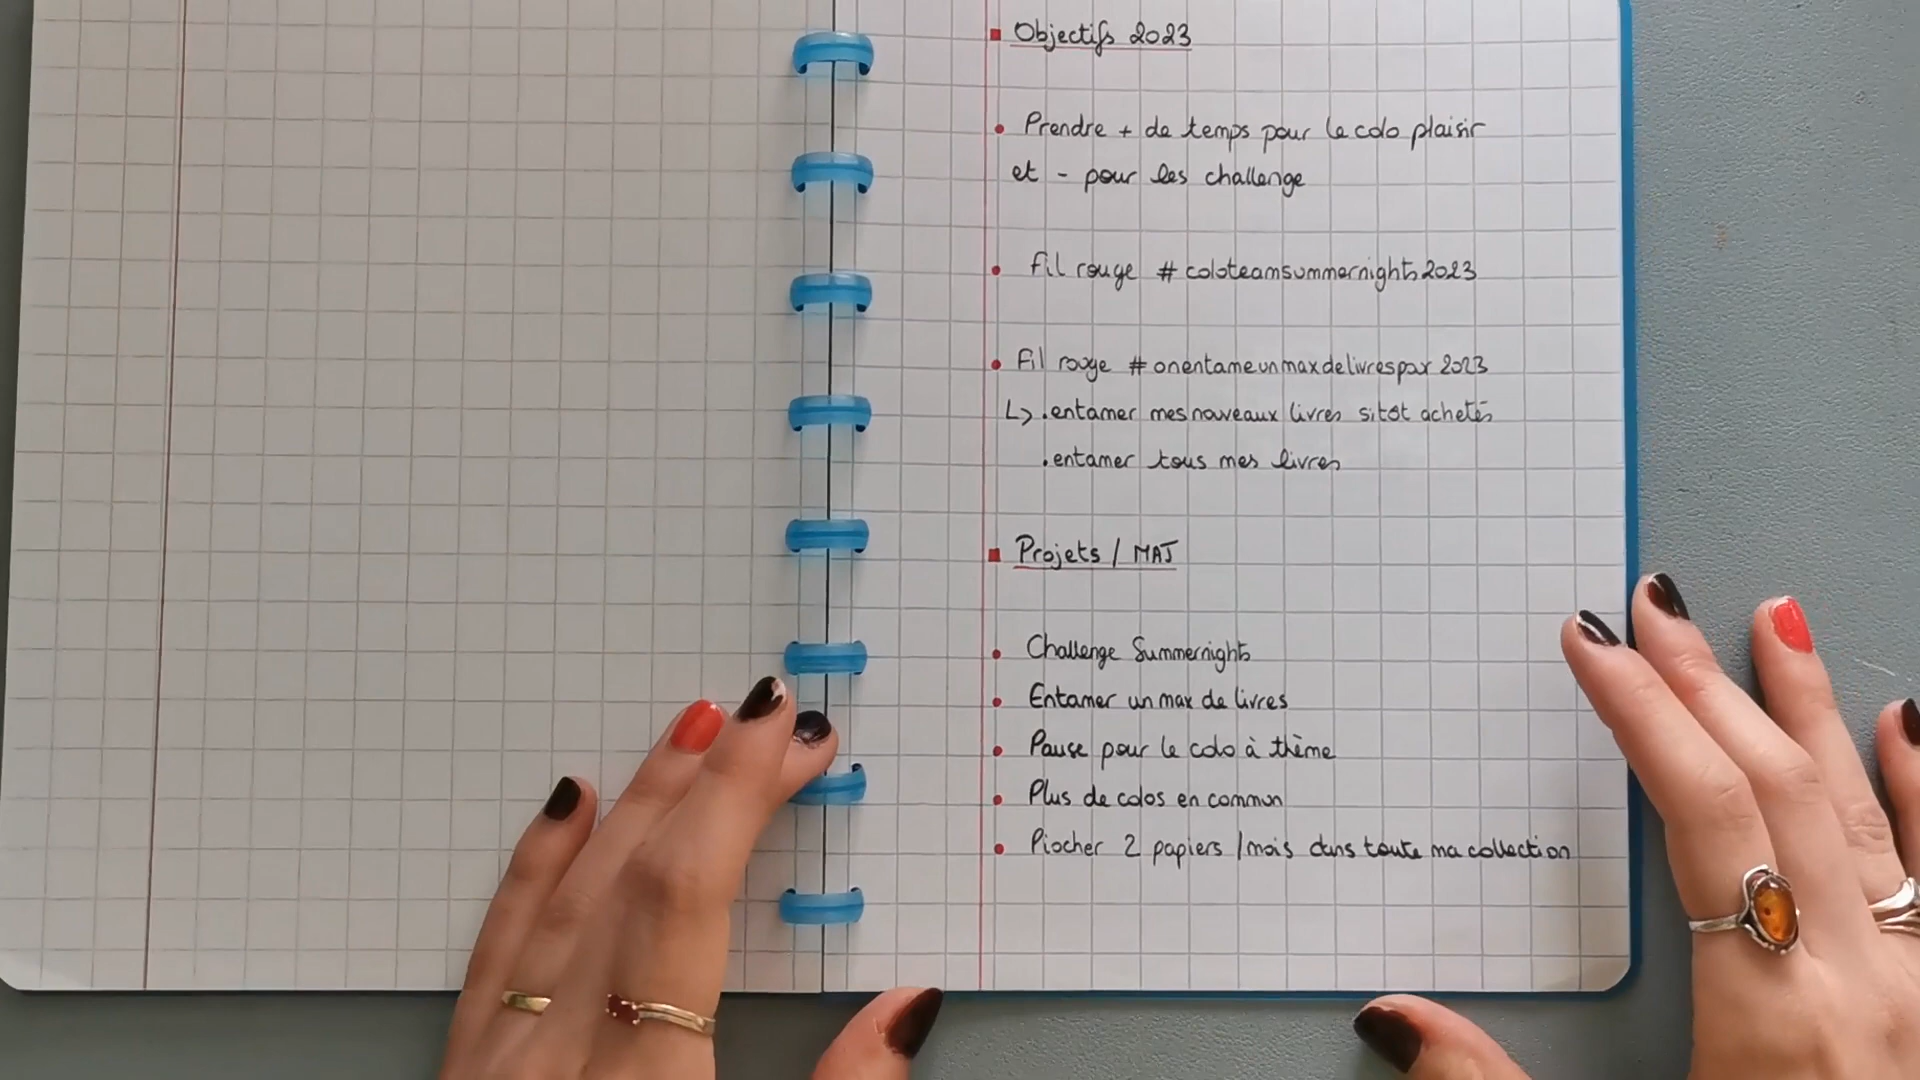 Objectifs 2023
Prendre + de temps pour le colo plaisir
et - pour les challenge
Fil rouge #coloteamsummernights2023
Fil rouge #onentameunmaxdelivrespar2023
↳ .entamer mes nouveaux livres sitôt achetés
.entamer tous mes livres
Projets / MAJ
Challenge Summernights
Entamer un max de livres
Pause pour le colo à thème
Plus de colos en commun
Piocher 2 papiers / mois dans toute ma collection